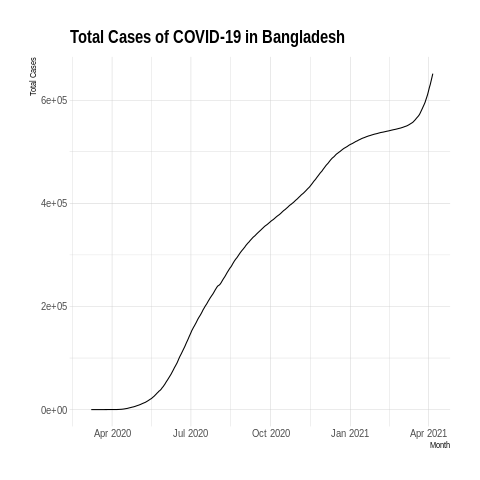 Total Cases of COVID-19 in Bangladesh
Total Cases
6e+05
4e+05
2e+05
0e+00
Apr 2020 Jul 2020 Oct 2020 Jan 2021 Apr 2021
Month